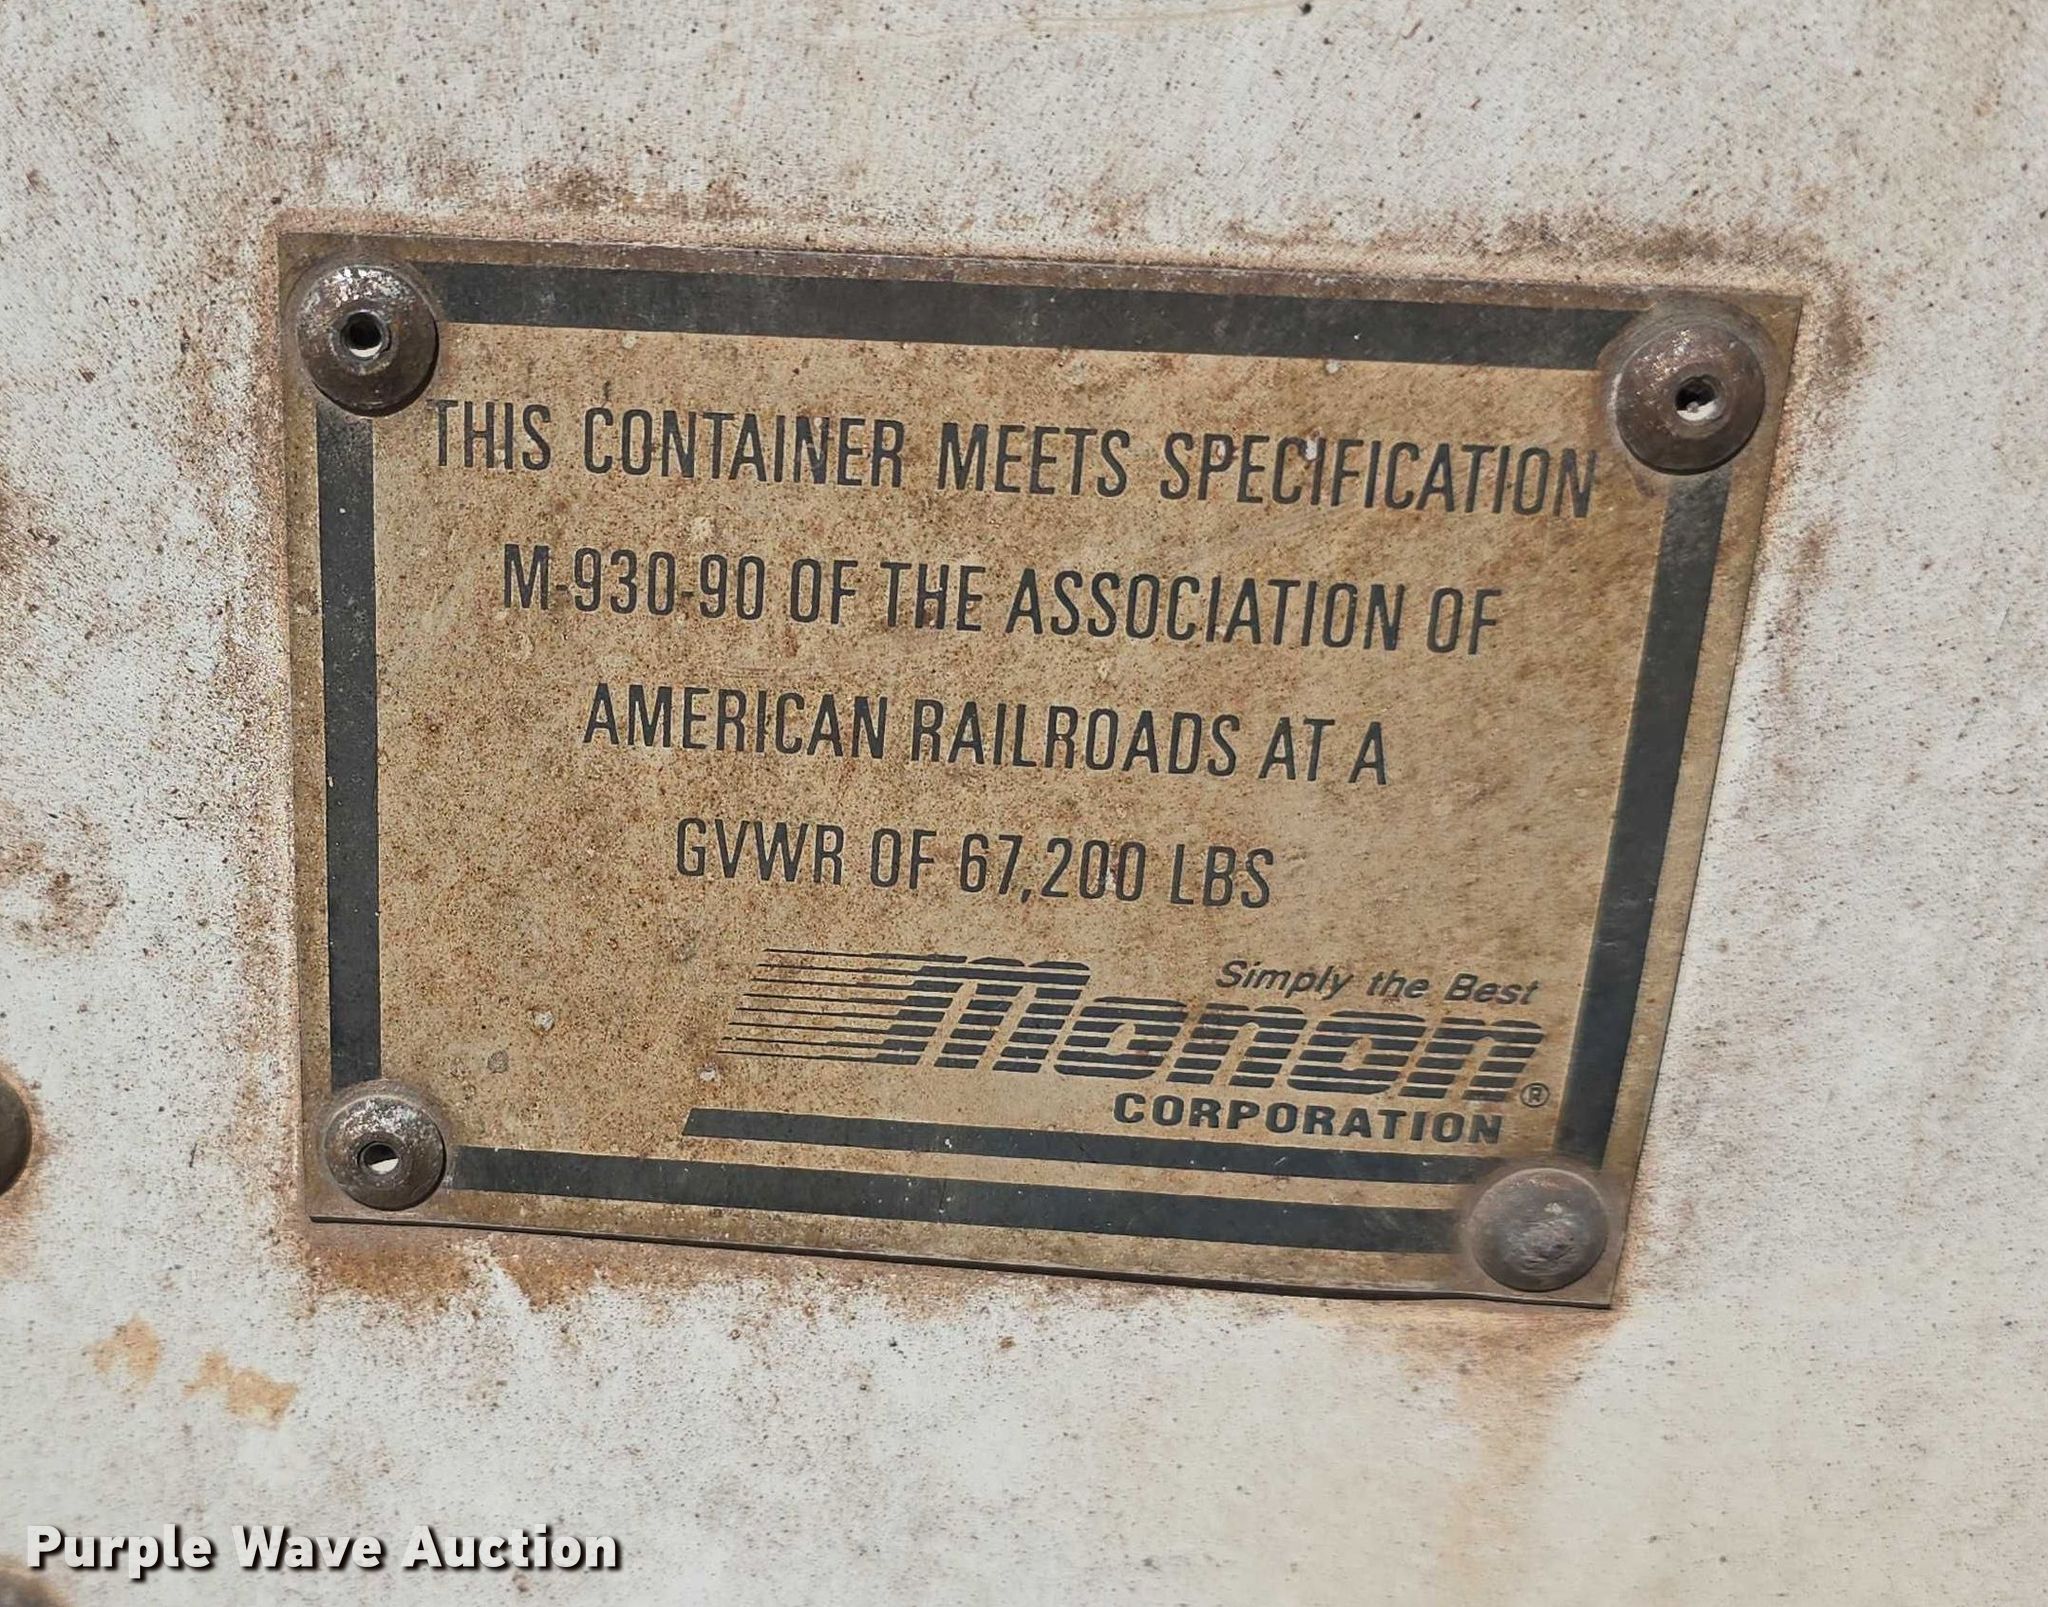 THIS CONTAINER MEETS SPECIFICATION
M-930-90 OF THE ASSOCIATION OF
AMERICAN RAILROADS AT A
GVWR OF 67,200 LBS
Simply the Best
Monon®
CORPORATION
Purple Wave Auction